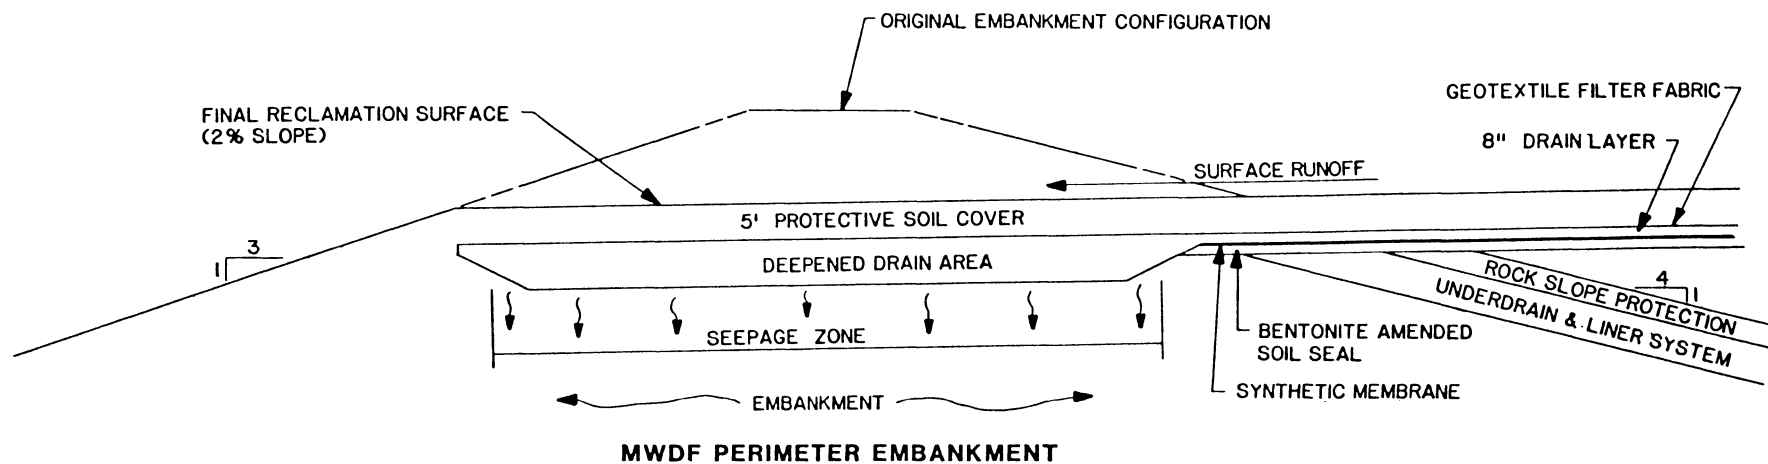 ORIGINAL EMBANKMENT CONFIGURATION
GEOTEXTILE FILTER FABRIC
FINAL RECLAMATION SURFACE
(2% SLOPE)
8" DRAIN LAYER
SURFACE RUNOFF
5' PROTECTIVE SOIL COVER
3
1
DEEPENED DRAIN AREA
ROCK SLOPE PROTECTION
4
1
UNDERDRAIN & LINER SYSTEM
SEEPAGE ZONE
BENTONITE AMENDED
SOIL SEAL
SYNTHETIC MEMBRANE
EMBANKMENT
MWDF PERIMETER EMBANKMENT